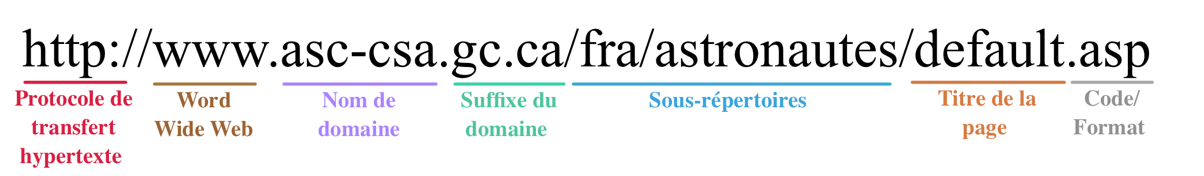 http://www.asc-csa.gc.ca/fra/astronautes/default.asp
Protocole de
transfert
hypertexte
Word
Wide Web
Nom de
domaine
Suffixe du
domaine
Sous-répertoires
Titre de la
page
Code/
Format